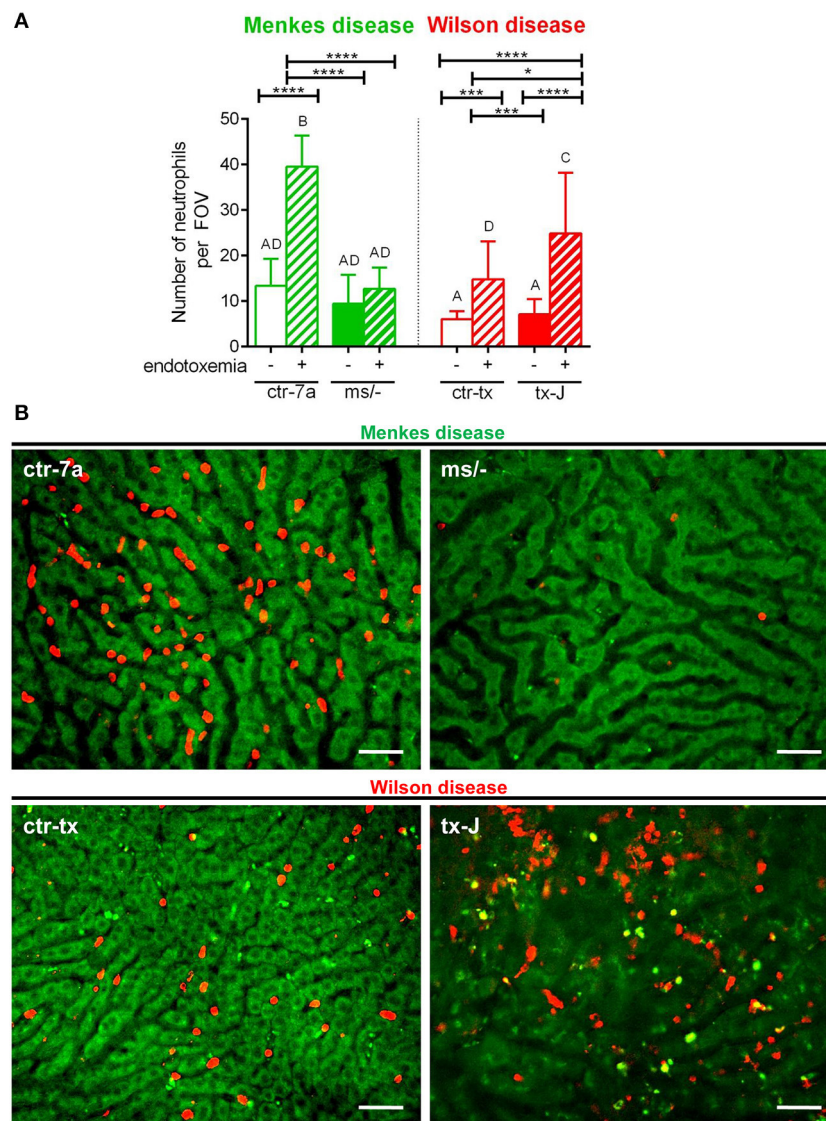 A
Menkes disease Wilson disease
**** ****
**** *
**** *** ****
***
Number of neutrophils
per FOV
50
40
30
20
10
0
AD B AD AD A D A C
endotoxemia - + - + - + - +
ctr-7a ms/- ctr-tx tx-J
B
Menkes disease
ctr-7a ms/-
Wilson disease
ctr-tx tx-J